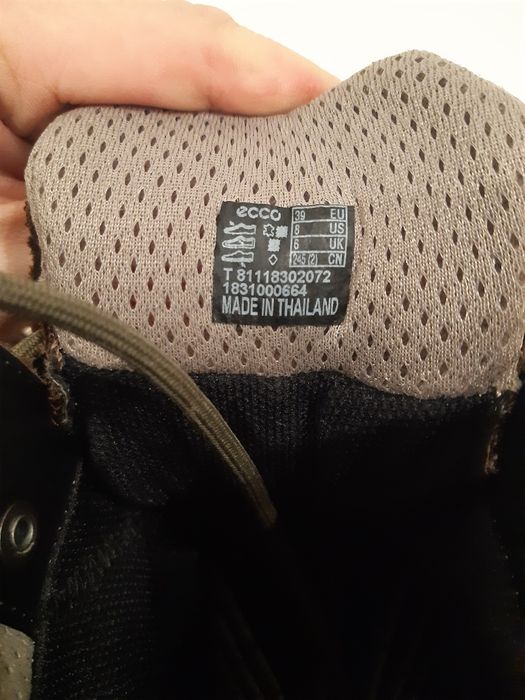 ecco
39 EU
8 US
6 UK
245 (2) CN
T 81118302072
1831000664
MADE IN THAILAND